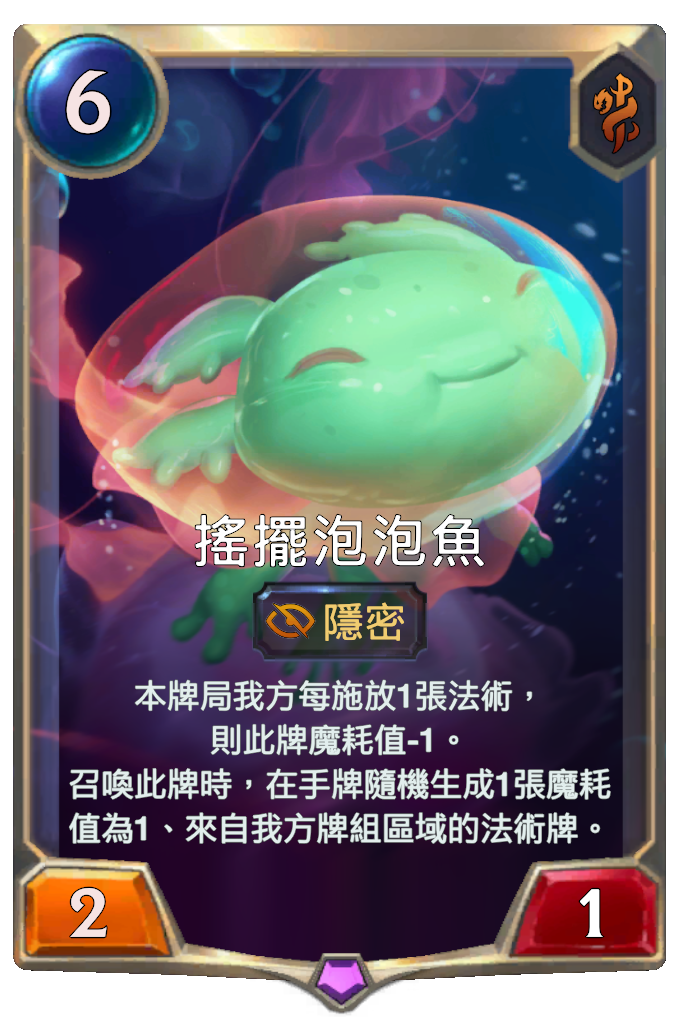 6
搖擺泡泡魚
隱密
本牌局我方每施放1張法術，
則此牌魔耗值-1。
召喚此牌時，在手牌隨機生成1張魔耗
值為1、來自我方牌組區域的法術牌。
2
1